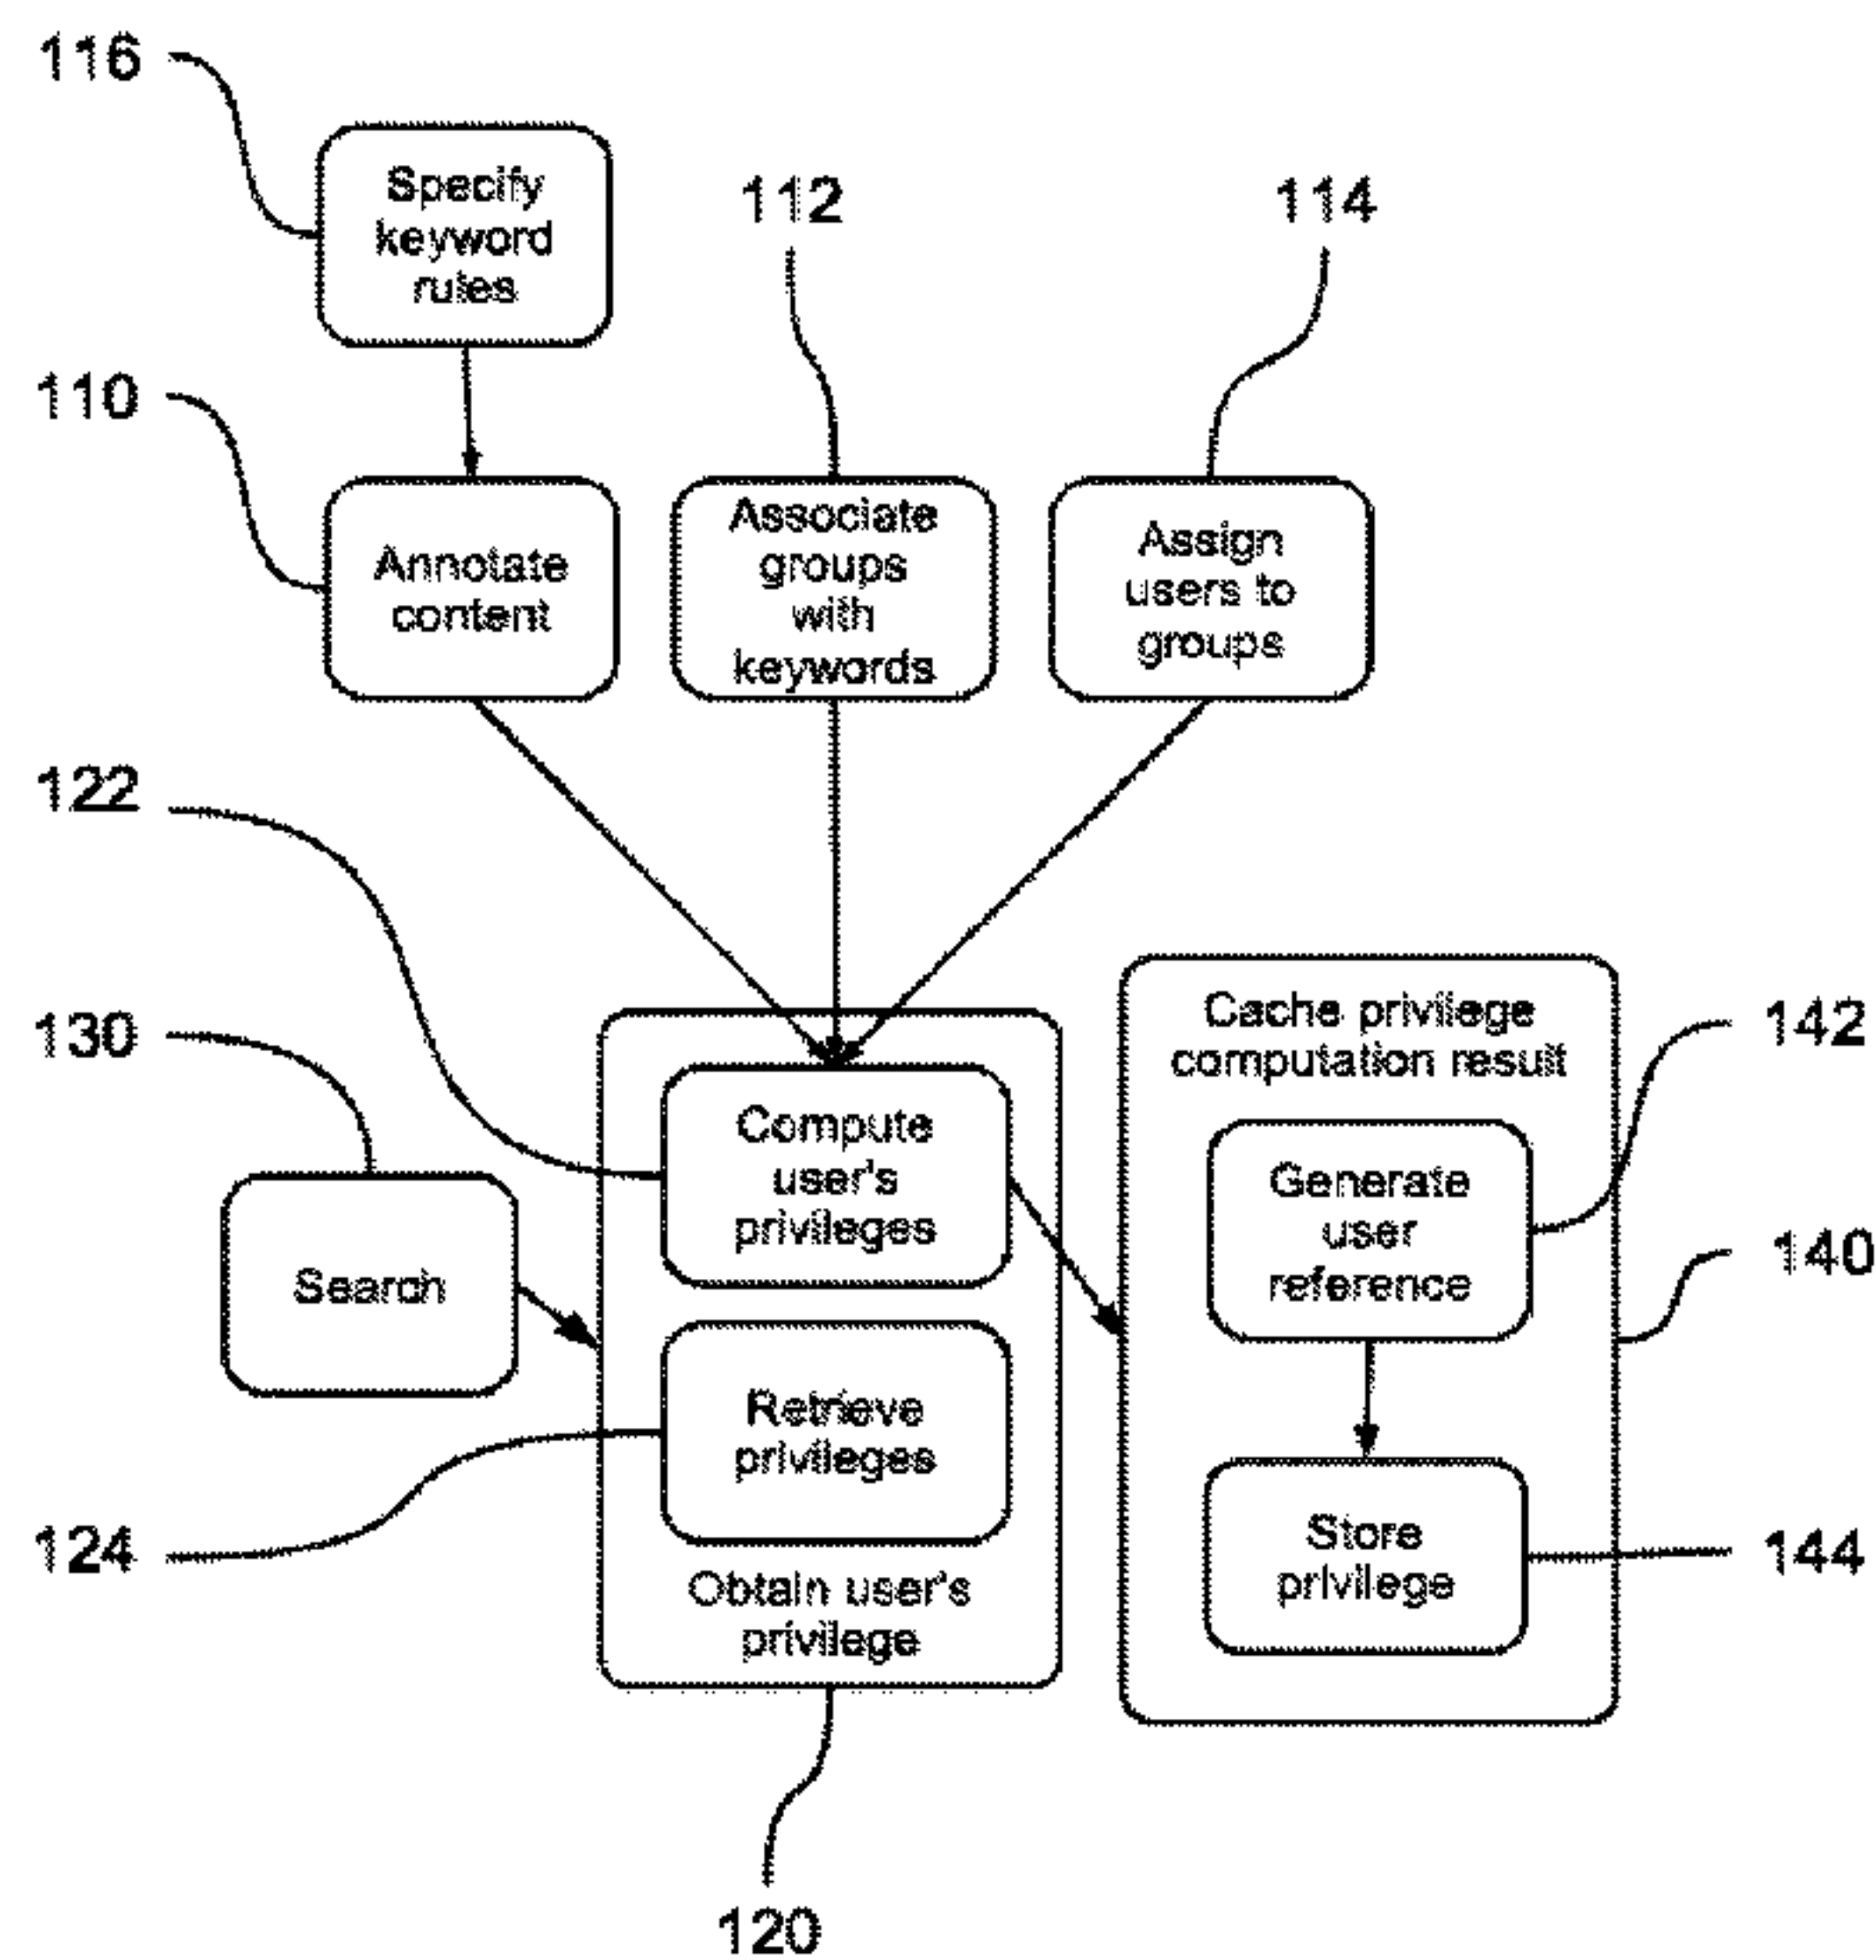 116
Specify
keyword
rules
112
114
110
Annotate
content
Associate
groups
with
keywords
Assign
users to
groups
122
130
Cache privilege
computation result
142
Compute
user's
privileges
Generate
user
reference
140
Search
Retrieve
privileges
124
Store
privilege
144
Obtain user's
privilege
120